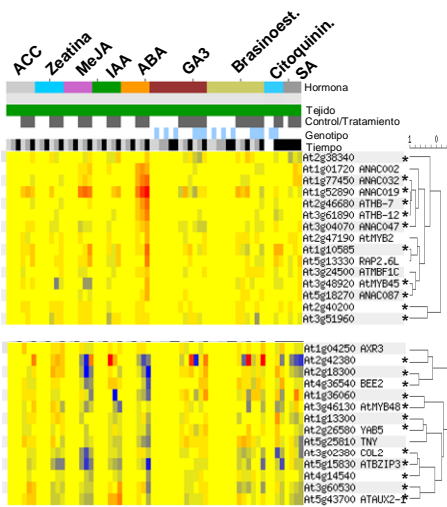 ACC Zeatina MeJA IAA ABA GA3 Brasinoest. Citoquinin. SA
Hormona
Tejido
Control/Tratamiento
Genotipo
Tiempo
1 0
At2g38340 *
At1g01720 ANAC002
At1g77450 ANAC032 *
At1g52890 ANAC019 *
At2g46680 ATHB-7 *
At3g61890 ATHB-12 *
At3g04070 ANAC047 *
At2g47190 AtMYB2
At1g10585 *
At5g13330 RAP2.6L
At3g24500 ATMBF1C
At3g48920 AtMYB45 *
At5g18270 ANAC087 *
At2g40200 *
At3g51960 *
At1g04250 AXR3
At2g42380 *
At2g18300 *
At4g36540 BEE2 *
At1g36060 *
At3g46130 AtMYB48 *
At1g13300 *
At2g26580 YAB5 *
At5g25810 TNY *
At3g02380 COL2 *
At5g15830 ATBZIP3 *
At4g14540 *
At3g60530 *
At5g43700 ATAUX2-1 *